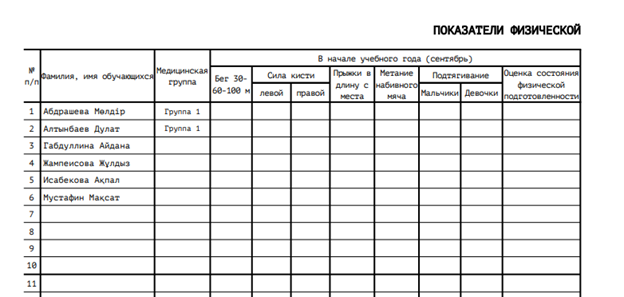 ПОКАЗАТЕЛИ ФИЗИЧЕСКОЙ
№ п/п
Фамилия, имя обучающихся
Медицинская группа
В начале учебного года (сентябрь)
Бег 30-60-100 м
Сила кисти
левой
правой
Прыжки в длину с места
Метание набивного мяча
Подтягивание
Мальчики
Девочки
Оценка состояния физической подготовленности
1 Абдрашева Мөлдір Группа 1
2 Алтынбаев Дулат Группа 1
3 Габдуллина Айдана
4 Жампеисова Жұлдыз
5 Исабекова Ақпал
6 Мустафин Мақсат
7
8
9
10
11